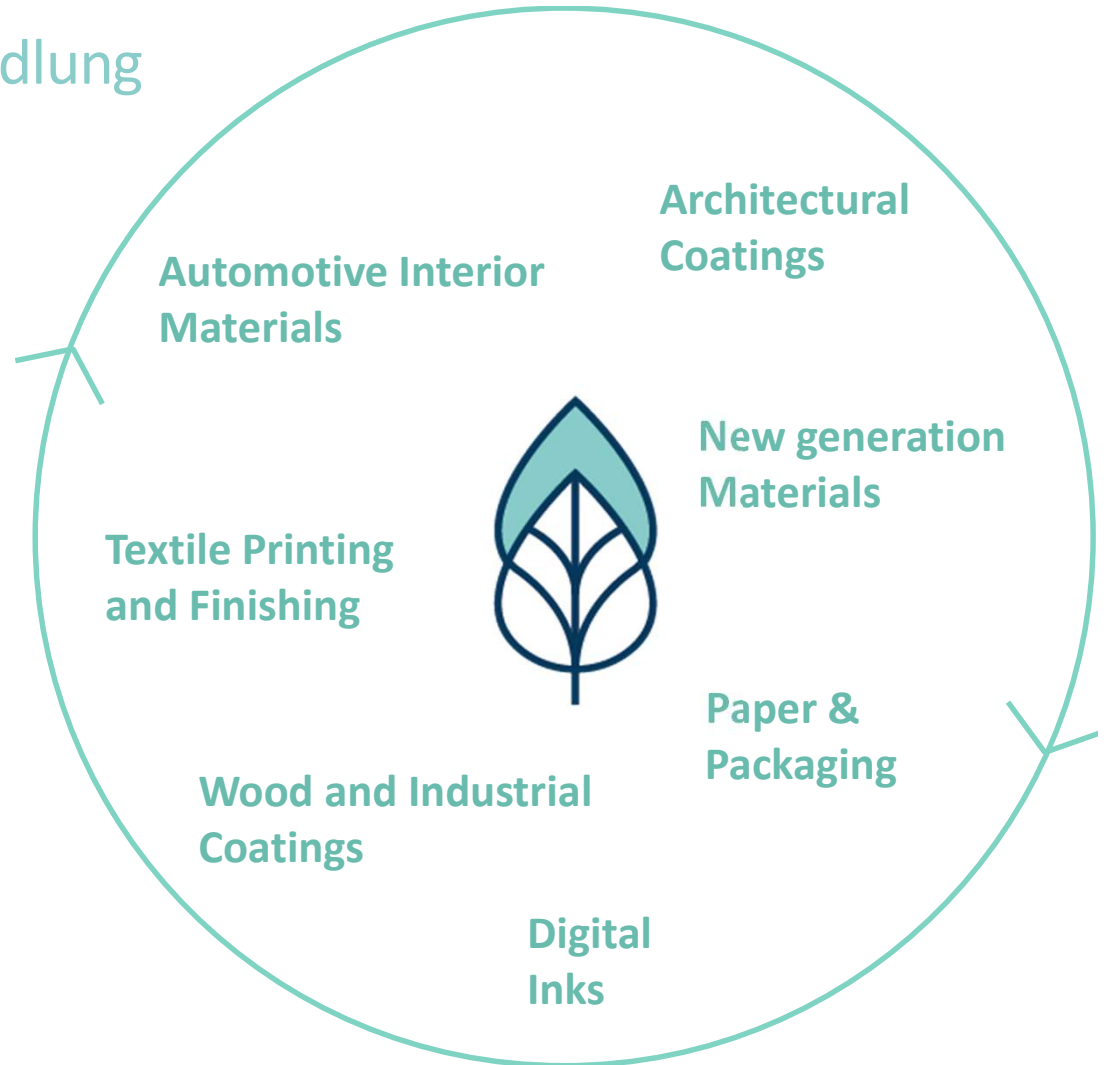 dlung
Architectural
Coatings
Automotive Interior
Materials
New generation
Materials
Textile Printing
and Finishing
Paper &
Packaging
Wood and Industrial
Coatings
Digital
Inks